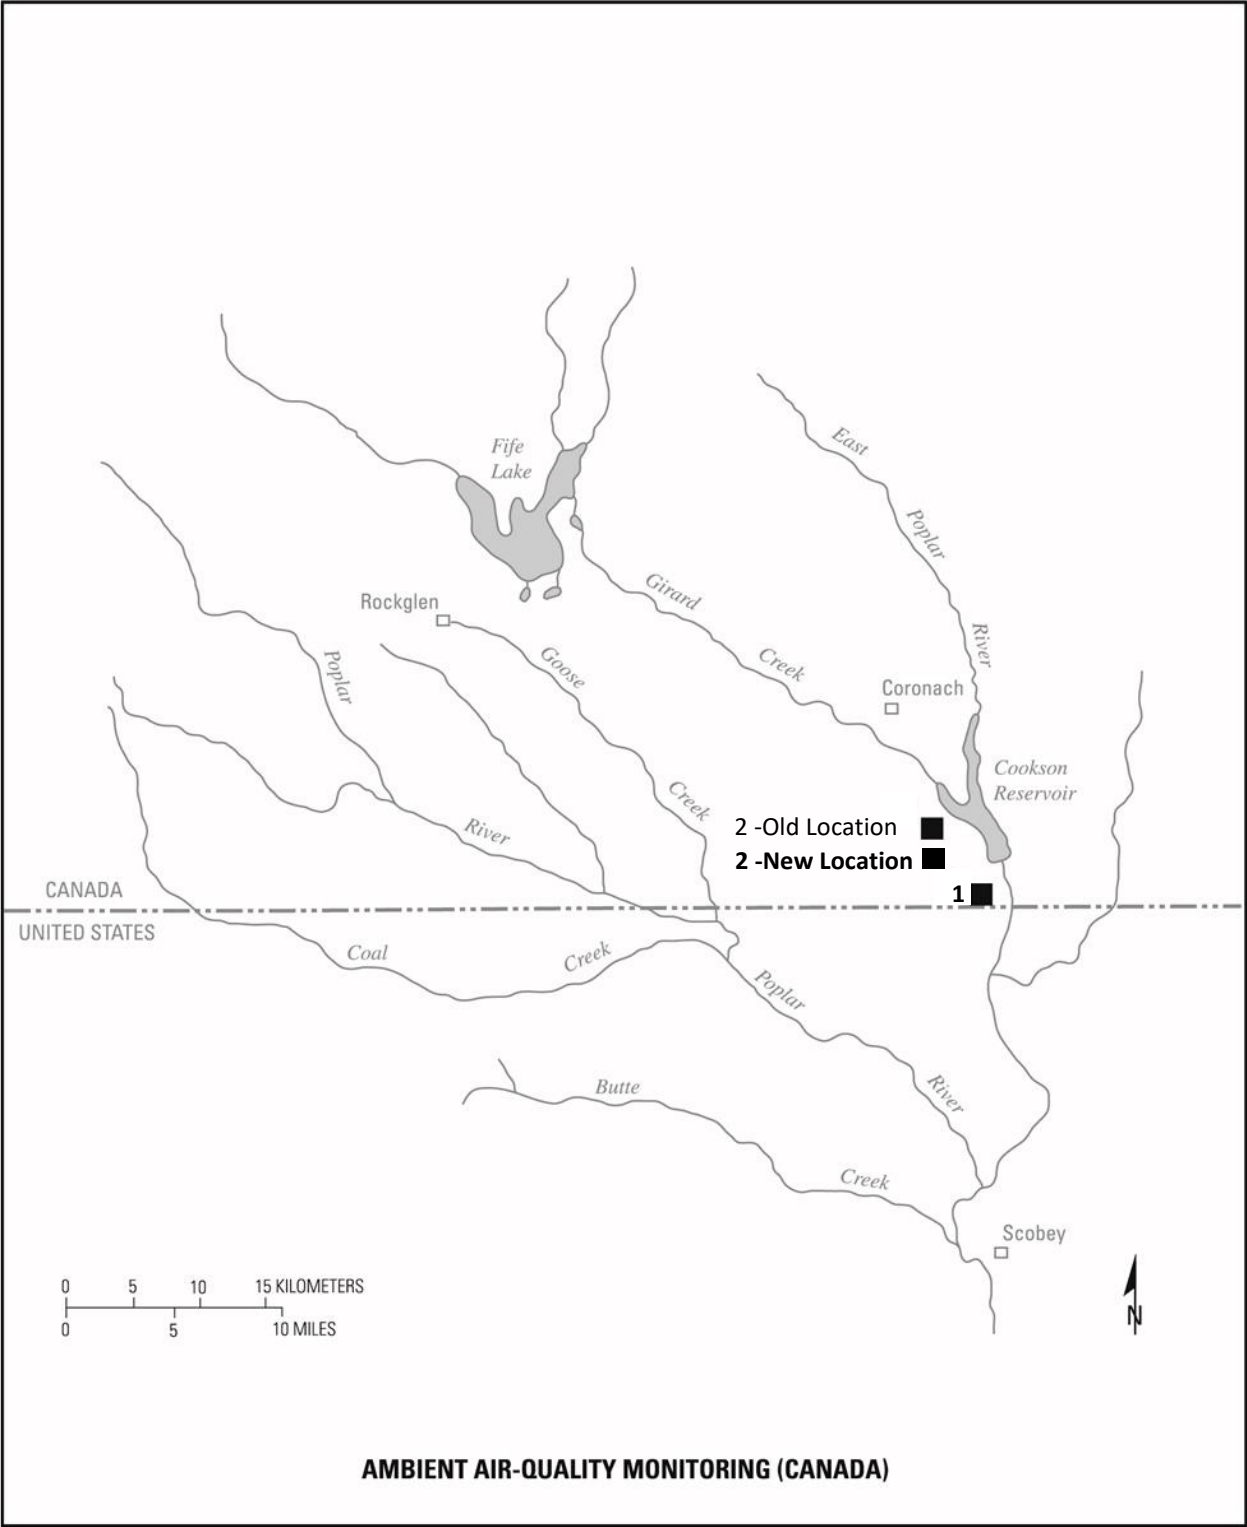 Fife
Lake
East
Poplar
River
Girard
Creek
Rockglen
Goose
Creek
Poplar
River
Coronach
Cookson
Reservoir
2 -Old Location
2 -New Location
1
CANADA
UNITED STATES
Coal
Creek
Poplar
River
Butte
Creek
Scobey
0 5 10 15 KILOMETERS
0 5 10 MILES
N
AMBIENT AIR-QUALITY MONITORING (CANADA)